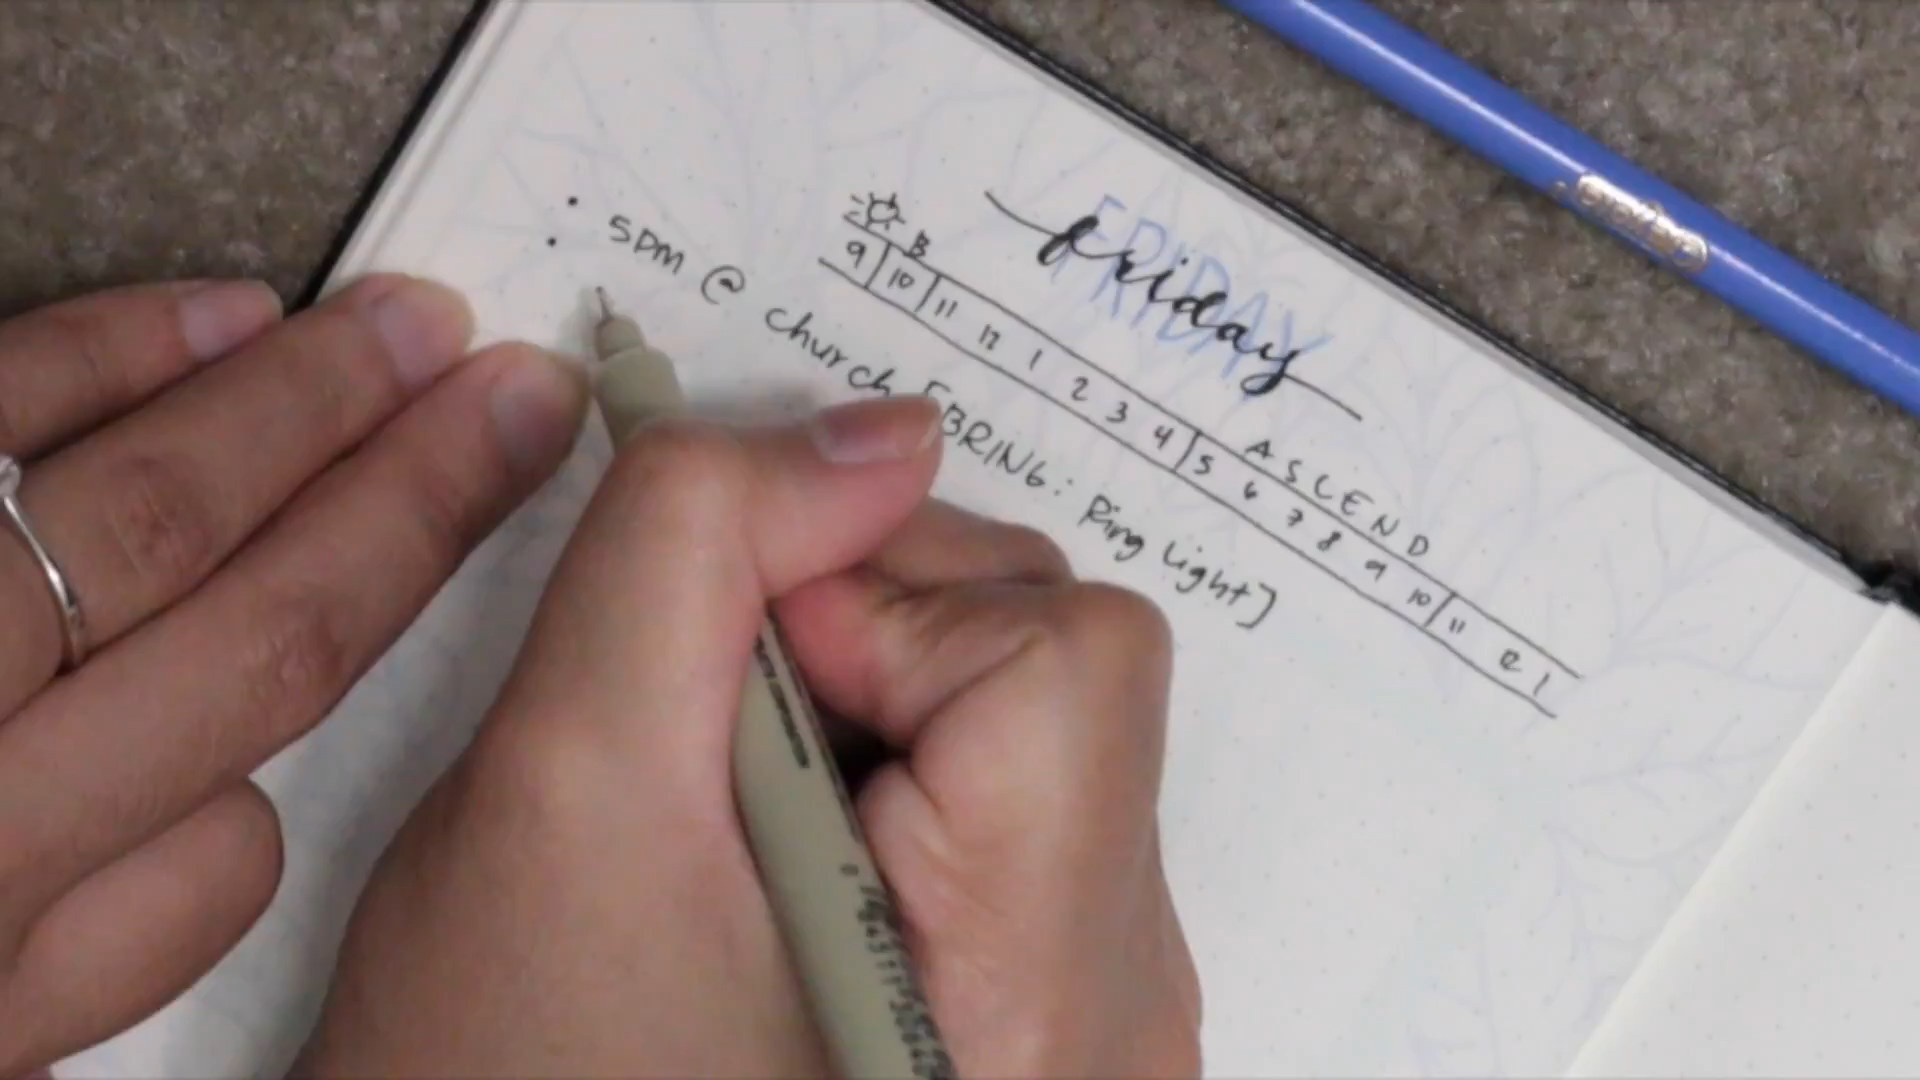 FRIDAY
friday
B
ASCEND
9 10 11 12 1 2 3 4 5 6 7 8 9 10 11 12 1
• 5PM @ church [BRING: Ring Light]
•